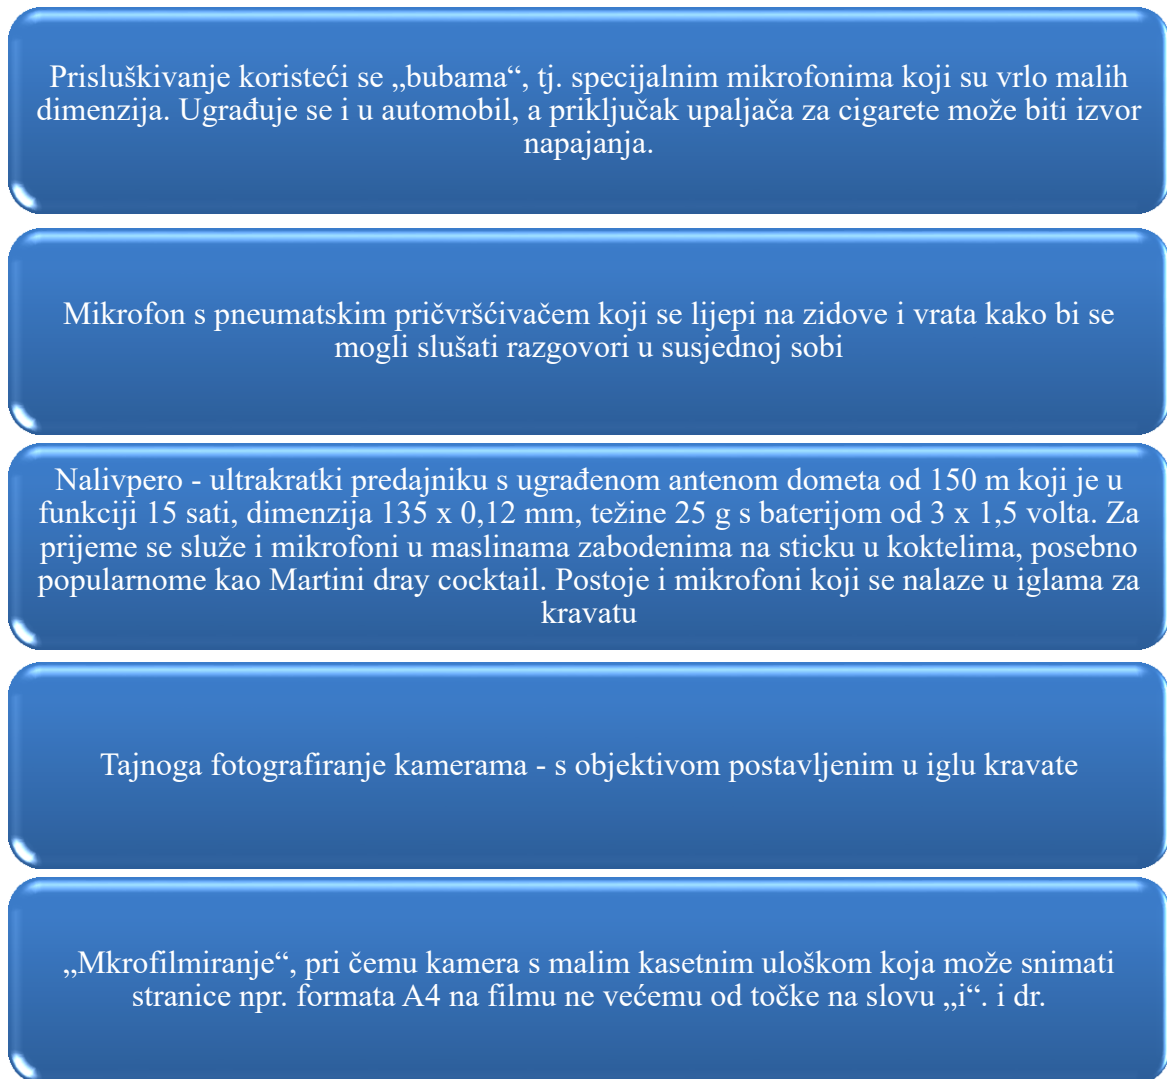 Prisluškivanje koristeći se „bubama“, tj. specijalnim mikrofonima koji su vrlo malih
dimenzija. Ugrađuje se i u automobil, a priključak upaljača za cigarete može biti izvor
napajanja.
Mikrofon s pneumatskim pričvršćivačem koji se lijepi na zidove i vrata kako bi se
mogli slušati razgovori u susjednoj sobi
Nalivpero - ultrakratki predajniku s ugrađenom antenom dometa od 150 m koji je u
funkciji 15 sati, dimenzija 135 x 0,12 mm, težine 25 g s baterijom od 3 x 1,5 volta. Za
prijeme se služe i mikrofoni u maslinama zabodenima na sticku u koktelima, posebno
popularnome kao Martini dray cocktail. Postoje i mikrofoni koji se nalaze u iglama za
kravatu
Tajnoga fotografiranje kamerama - s objektivom postavljenim u iglu kravate
„Mkrofilmiranje“, pri čemu kamera s malim kasetnim uloškom koja može snimati
stranice npr. formata A4 na filmu ne većemu od točke na slovu „i“. i dr.